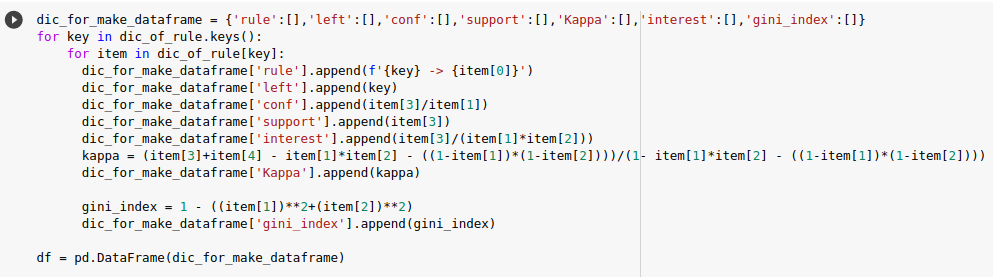 dic_for_make_dataframe = {'rule':[],'left':[],'conf':[],'support':[],'Kappa':[],'interest':[],'gini_index':[]}
for key in dic_of_rule.keys():
    for item in dic_of_rule[key]:
      dic_for_make_dataframe['rule'].append(f'{key} -> {item[0]}')
      dic_for_make_dataframe['left'].append(key)
      dic_for_make_dataframe['conf'].append(item[3]/item[1])
      dic_for_make_dataframe['support'].append(item[3])
      dic_for_make_dataframe['interest'].append(item[3]/(item[1]*item[2]))
      kappa = (item[3]+item[4] - item[1]*item[2] - ((1-item[1])*(1-item[2])))/(1- item[1]*item[2] - ((1-item[1])*(1-item[2])))
      dic_for_make_dataframe['Kappa'].append(kappa)

      gini_index = 1 - ((item[1])**2+(item[2])**2)
      dic_for_make_dataframe['gini_index'].append(gini_index)

df = pd.DataFrame(dic_for_make_dataframe)